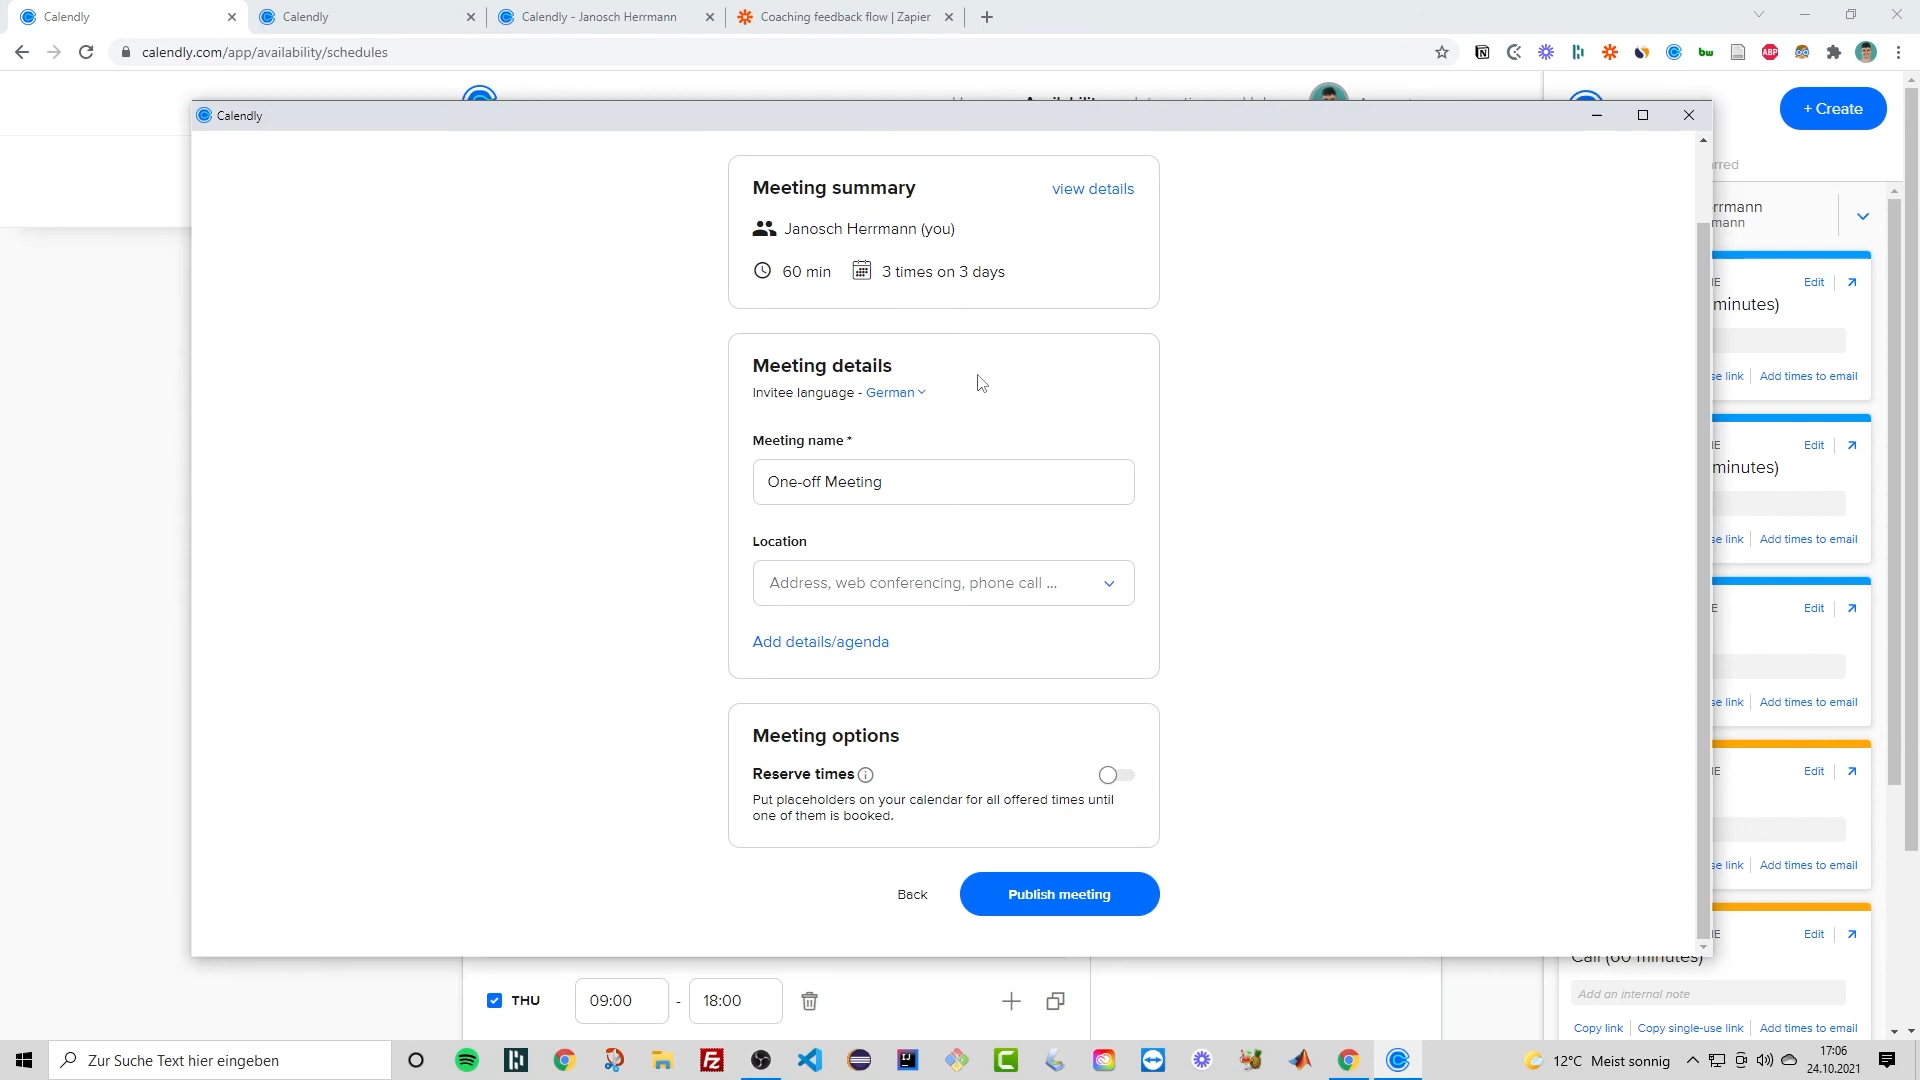 Calendly
Calendly
Calendly - Janosch Herrmann
Coaching feedback flow | Zapier
calendly.com/app/availability/schedules
ABP
bw
+ Create
Calendly
rred
rrmann
mann
Meeting summary
view details
Janosch Herrmann (you)
60 min
3 times on 3 days
Meeting details
Invitee language - German
Meeting name *
One-off Meeting
Location
Address, web conferencing, phone call ...
Add details/agenda
Meeting options
Reserve times
Put placeholders on your calendar for all offered times until
one of them is booked.
Back
Publish meeting
Edit
minutes)
se link
Add times to email
Edit
minutes)
se link
Add times to email
Edit
se link
Add times to email
Edit
se link
Add times to email
Edit
Call (60 minutes)
Add an internal note
Copy link
Copy single-use link
Add times to email
THU
09:00
-
18:00
Zur Suche Text hier eingeben
12°C Meist sonnig
17:06
24.10.2021